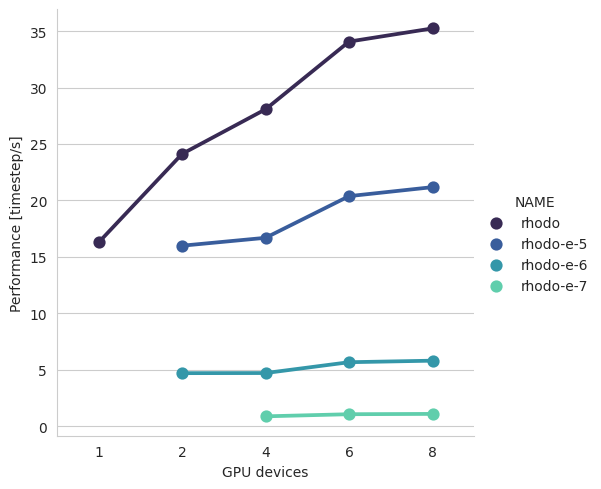 35
30
25
20
15
10
5
0
Performance [timestep/s]
1 2 4 6 8
GPU devices
NAME
rhodo
rhodo-e-5
rhodo-e-6
rhodo-e-7